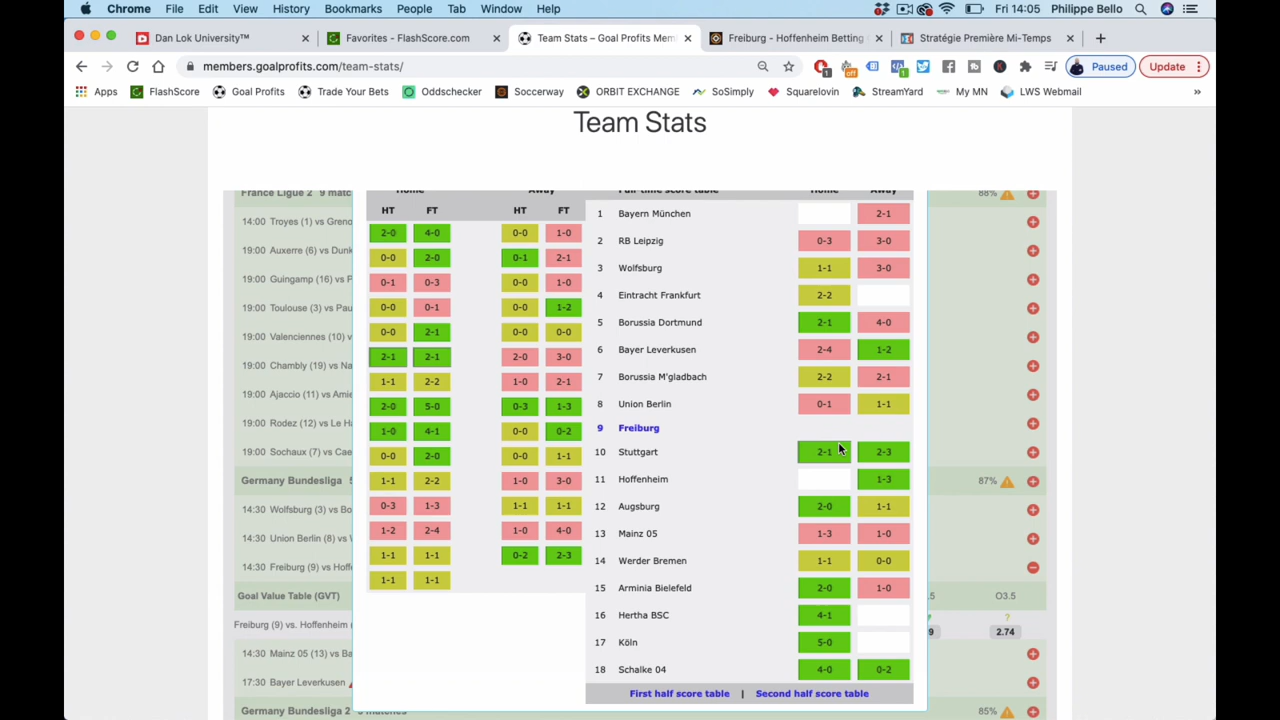 Chrome File Edit View History Bookmarks People Tab Window Help Fri 14:05 Philippe Bello
Dan Lok University™ Favorites - FlashScore.com Team Stats – Goal Profits Mem Freiburg - Hoffenheim Betting Stratégie Première Mi-Temps
members.goalprofits.com/team-stats/ 1 off 1 Paused Update
Apps FlashScore Goal Profits Trade Your Bets Oddschecker Soccerway ORBIT EXCHANGE SoSimply Squarelovin StreamYard My MN LWS Webmail »
Team Stats
France Ligue 2 9 matc
14:00 Troyes (1) vs Greno
19:00 Auxerre (6) vs Dunk
19:00 Guingamp (16) vs P
19:00 Toulouse (3) vs Pau
19:00 Valenciennes (10) v
19:00 Chambly (19) vs Na
19:00 Ajaccio (11) vs Amie
19:00 Rodez (12) vs Le H
19:00 Sochaux (7) vs Cae
Germany Bundesliga 5
14:30 Wolfsburg (3) vs Bo
14:30 Union Berlin (8) vs W
14:30 Freiburg (9) vs Hoff
Goal Value Table (GVT)
Freiburg (9) vs. Hoffenheim (
14:30 Mainz 05 (13) vs Ba
17:30 Bayer Leverkusen
Germany Bundesliga 2 9 matches
Home Away
HT FT HT FT
2-0 4-0 0-0 1-0
0-0 2-0 0-1 2-1
0-1 0-3 0-0 1-0
0-0 0-1 0-0 1-2
0-0 2-1 0-0 0-0
2-1 2-1 2-0 3-0
1-1 2-2 1-0 2-1
2-0 5-0 0-3 1-3
1-0 4-1 0-0 0-2
0-0 2-0 0-0 1-1
1-1 2-2 1-0 3-0
0-3 1-3 1-1 1-1
1-2 2-4 1-0 4-0
1-1 1-1 0-2 2-3
1-1 1-1
Full-time score table Home Away
1 Bayern München 2-1
2 RB Leipzig 0-3 3-0
3 Wolfsburg 1-1 3-0
4 Eintracht Frankfurt 2-2
5 Borussia Dortmund 2-1 4-0
6 Bayer Leverkusen 2-4 1-2
7 Borussia M'gladbach 2-2 2-1
8 Union Berlin 0-1 1-1
9 Freiburg
10 Stuttgart 2-1 2-3
11 Hoffenheim 1-3
12 Augsburg 2-0 1-1
13 Mainz 05 1-3 1-0
14 Werder Bremen 1-1 0-0
15 Arminia Bielefeld 2-0 1-0
16 Hertha BSC 4-1
17 Köln 5-0
18 Schalke 04 4-0 0-2
First half score table | Second half score table
88%
87%
.5 O3.5
?
9 2.74
85%